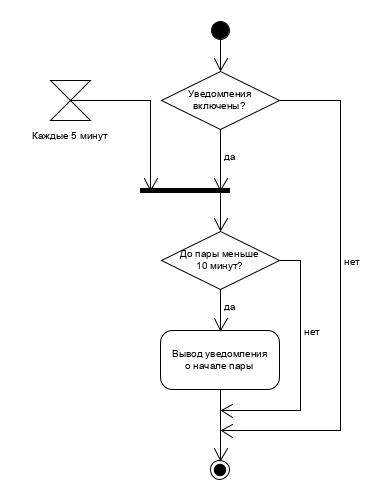 Уведомления
включены?
Каждые 5 минут
да
До пары меньше
10 минут?
нет
да
нет
Вывод уведомления
о начале пары